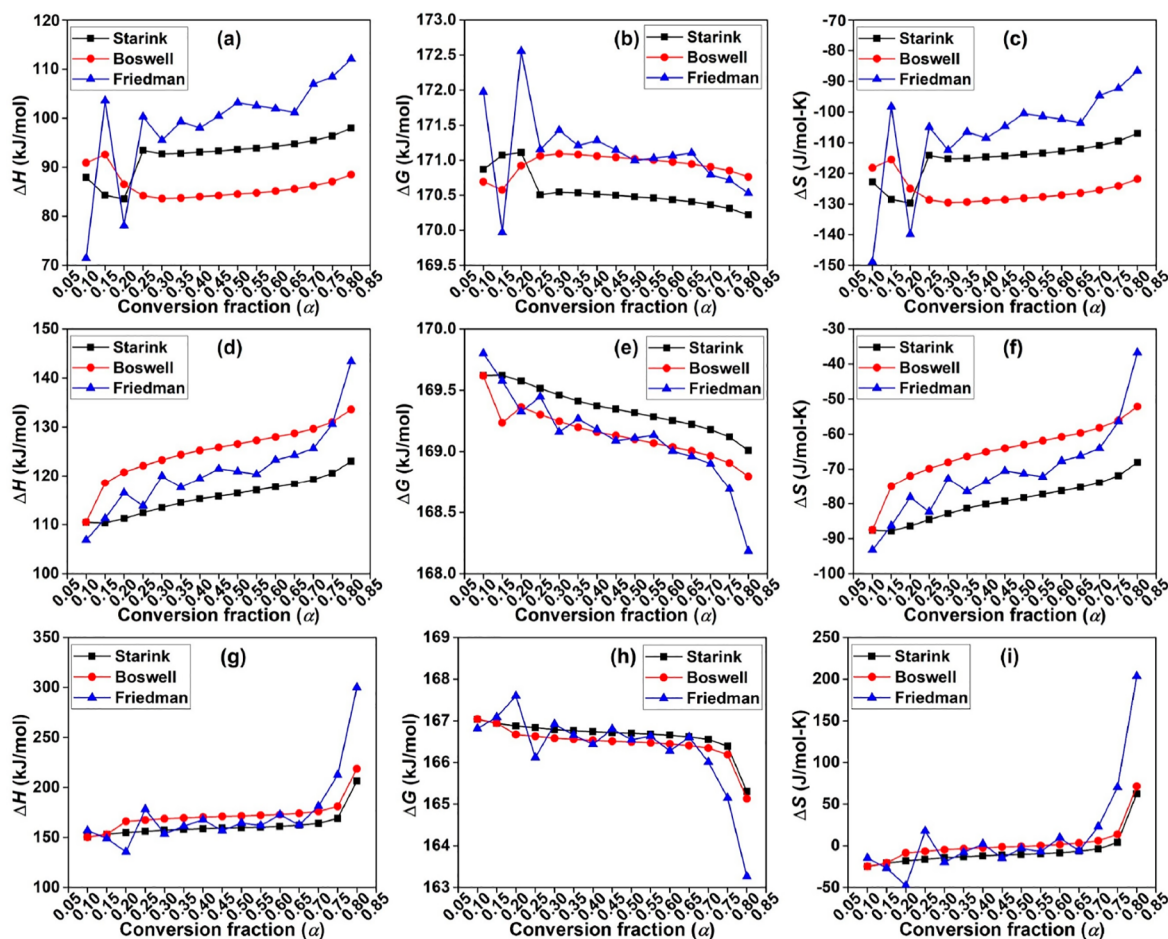 (a)
Starink
Boswell
Friedman
ΔH (kJ/mol)
120
110
100
90
80
70
0.05 0.10 0.15 0.20 0.25 0.30 0.35 0.40 0.45 0.50 0.55 0.60 0.65 0.70 0.75 0.80 0.85
Conversion fraction (α)
(b)
Starink
Boswell
Friedman
ΔG (kJ/mol)
173.0
172.5
172.0
171.5
171.0
170.5
170.0
169.5
0.05 0.10 0.15 0.20 0.25 0.30 0.35 0.40 0.45 0.50 0.55 0.60 0.65 0.70 0.75 0.80 0.85
Conversion fraction (α)
(c)
Starink
Boswell
Friedman
ΔS (J/mol-K)
-70
-80
-90
-100
-110
-120
-130
-140
-150
0.05 0.10 0.15 0.20 0.25 0.30 0.35 0.40 0.45 0.50 0.55 0.60 0.65 0.70 0.75 0.80 0.85
Conversion fraction (α)
(d)
Starink
Boswell
Friedman
ΔH (kJ/mol)
150
140
130
120
110
100
0.05 0.10 0.15 0.20 0.25 0.30 0.35 0.40 0.45 0.50 0.55 0.60 0.65 0.70 0.75 0.80 0.85
Conversion fraction (α)
(e)
Starink
Boswell
Friedman
ΔG (kJ/mol)
170.0
169.5
169.0
168.5
168.0
0.05 0.10 0.15 0.20 0.25 0.30 0.35 0.40 0.45 0.50 0.55 0.60 0.65 0.70 0.75 0.80 0.85
Conversion fraction (α)
(f)
Starink
Boswell
Friedman
ΔS (J/mol-K)
-30
-40
-50
-60
-70
-80
-90
-100
0.05 0.10 0.15 0.20 0.25 0.30 0.35 0.40 0.45 0.50 0.55 0.60 0.65 0.70 0.75 0.80 0.85
Conversion fraction (α)
(g)
Starink
Boswell
Friedman
ΔH (kJ/mol)
350
300
250
200
150
100
0.05 0.10 0.15 0.20 0.25 0.30 0.35 0.40 0.45 0.50 0.55 0.60 0.65 0.70 0.75 0.80 0.85
Conversion fraction (α)
(h)
Starink
Boswell
Friedman
ΔG (kJ/mol)
169
168
167
166
165
164
163
0.05 0.10 0.15 0.20 0.25 0.30 0.35 0.40 0.45 0.50 0.55 0.60 0.65 0.70 0.75 0.80 0.85
Conversion fraction (α)
(i)
Starink
Boswell
Friedman
ΔS (J/mol-K)
250
200
150
100
50
0
-50
0.05 0.10 0.15 0.20 0.25 0.30 0.35 0.40 0.45 0.50 0.55 0.60 0.65 0.70 0.75 0.80 0.85
Conversion fraction (α)